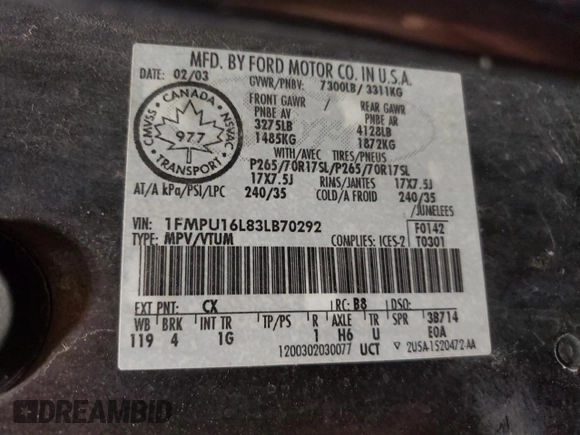 MFD. BY FORD MOTOR CO. IN U.S.A.
DATE: 02/03 GVWR/PNBV: 7300LB/ 3311KG
FRONT GAWR / REAR GAWR
PNBE AV PNBE AR
3275LB 4128LB
1485KG 1872KG
CANADA
CMVSS NSVAC
977
TRANSPORT
WITH/AVEC TIRES/PNEUS
P265/70R17SL/P265/70R17SL
17X7.5J RIMS/JANTES 17X7.5J
AT/A kPa/PSI/LPC 240/35 COLD/A FROID 240/35
/JUMELEES
VIN: 1FMPU16L83LB70292 F0142
TYPE: MPV/VTUM COMPLIES: ICES-2 T0301
EXT PNT: CX RC: B8 DSO:
WB BRK INT TR TP/PS R AXLE TR SPR 3B714
119 4 1G 1 H6 U E0A
1200302030077 UCT ▽ 2U5A-1520472-AA
DREAMBID